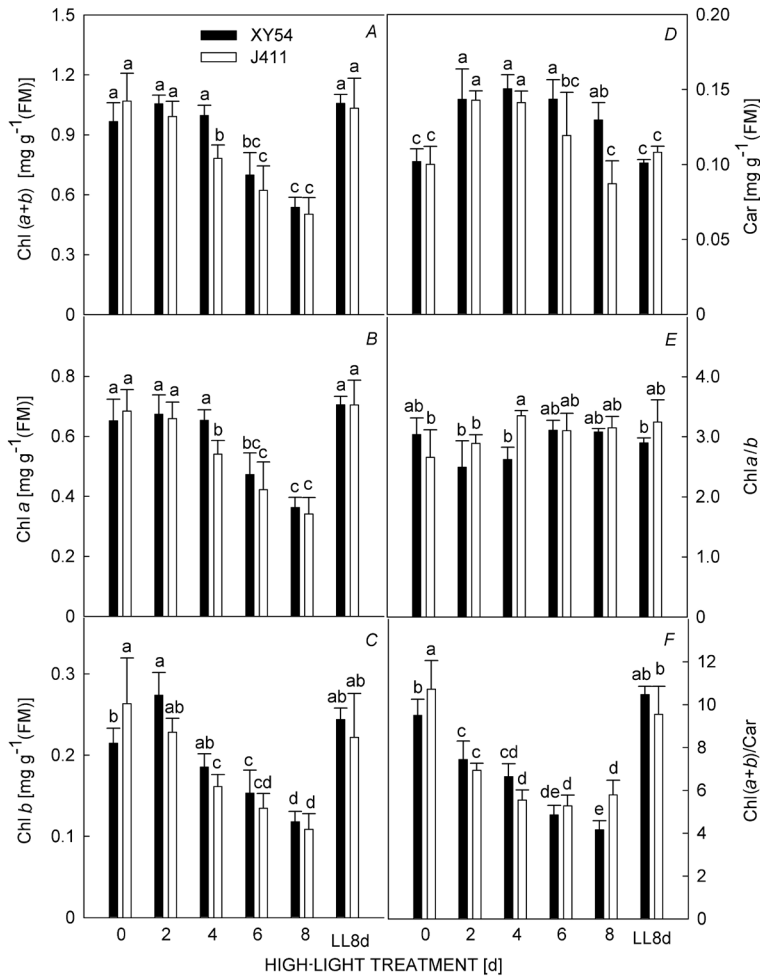 XY54
J411
A
Chl (a+b) [mg g-1(FM)]
1.5
1.2
0.9
0.6
0.3
0
a a a a a b bc c c c a a
D
Car [mg g-1(FM)]
0.20
0.15
0.10
0.05
0
c c a a a a a bc ab c c c
B
Chl a [mg g-1(FM)]
0.8
0.6
0.4
0.2
0
a a a a a b bc c c c a a
E
Chl a/b
4.0
3.0
2.0
1.0
0
ab b b b b a ab ab ab ab b ab
C
Chl b [mg g-1(FM)]
0.3
0.2
0.1
0
b a a ab ab c c cd d d ab ab
F
Chl(a+b)/Car
12
10
8
6
4
2
0
b a c c cd d de d e d ab b
0 2 4 6 8 LL8d
0 2 4 6 8 LL8d
HIGH-LIGHT TREATMENT [d]